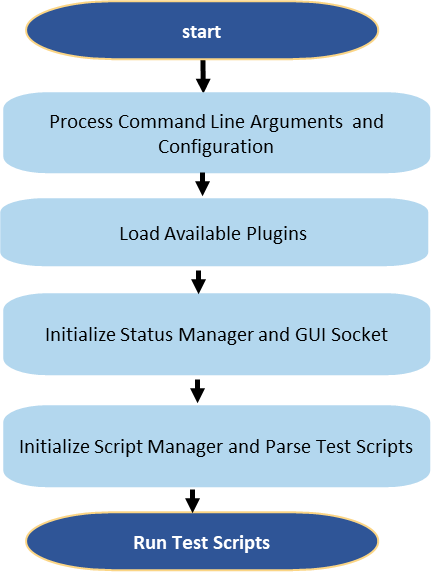 start
Process Command Line Arguments and
Configuration
Load Available Plugins
Initialize Status Manager and GUI Socket
Initialize Script Manager and Parse Test Scripts
Run Test Scripts